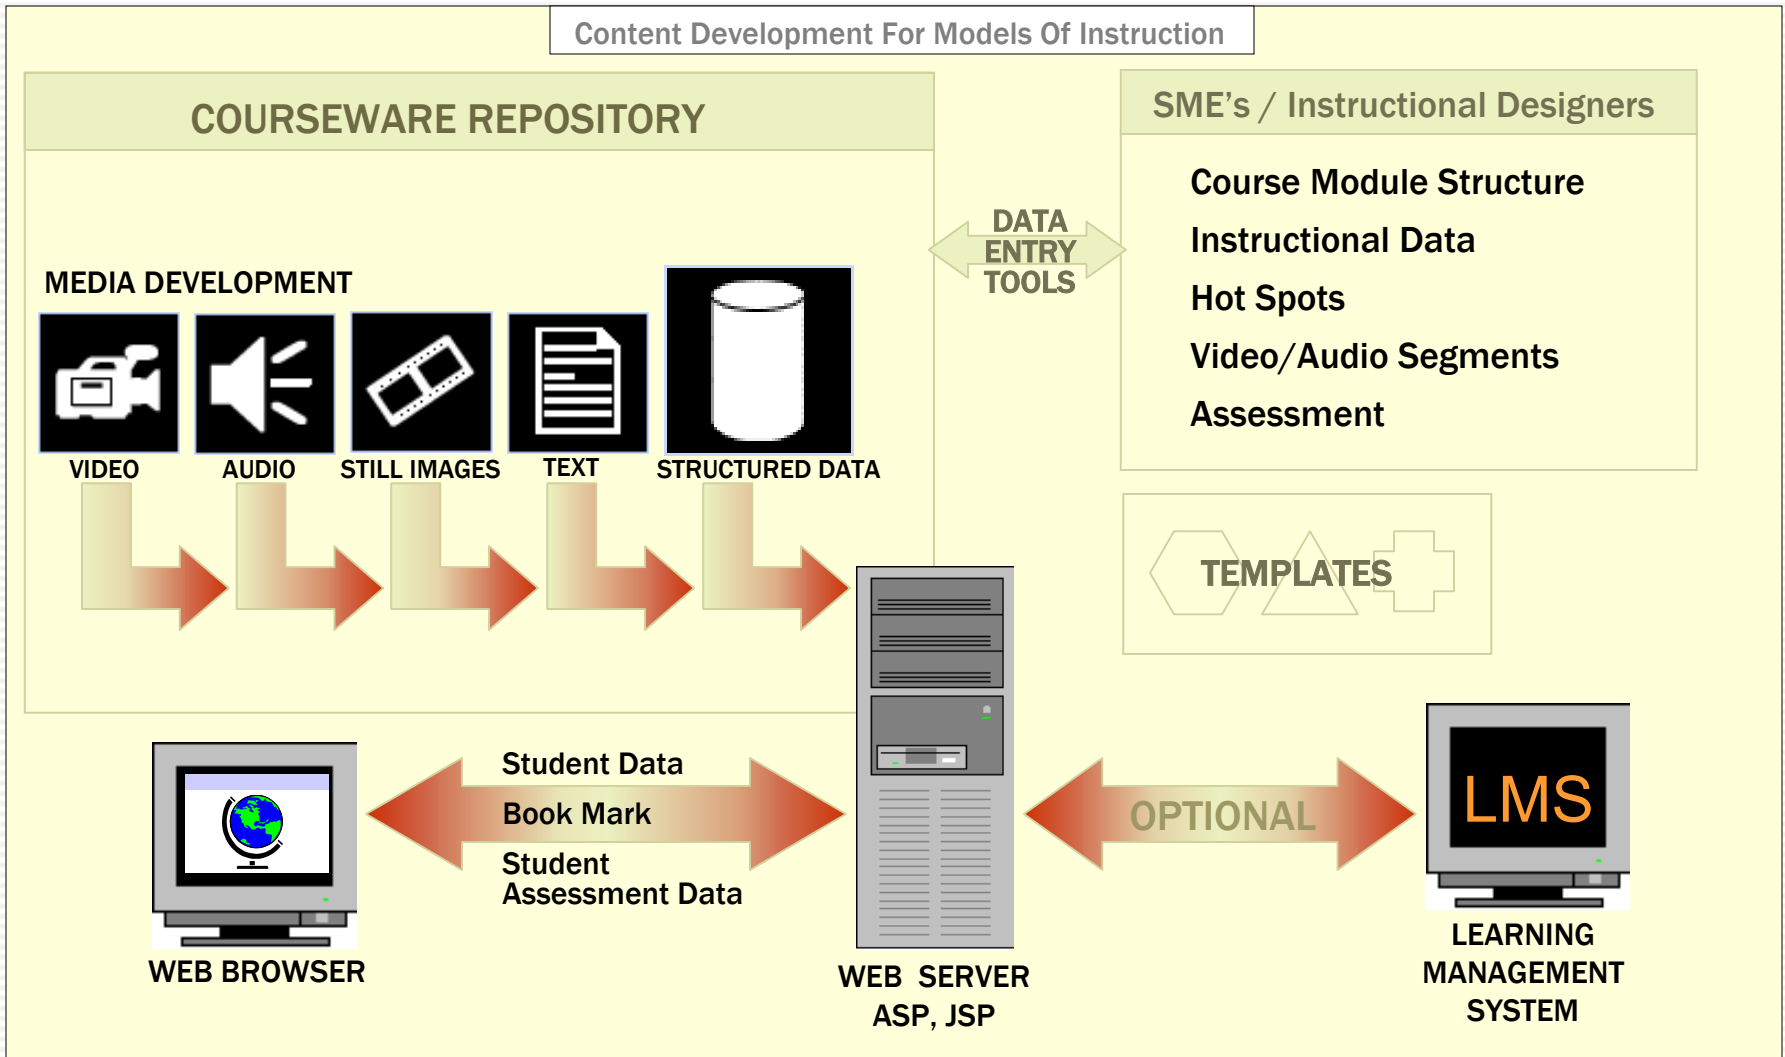 Content Development For Models Of Instruction
COURSEWARE REPOSITORY
MEDIA DEVELOPMENT
VIDEO
AUDIO
STILL IMAGES
TEXT
STRUCTURED DATA
DATA
ENTRY
TOOLS
SME's / Instructional Designers
Course Module Structure
Instructional Data
Hot Spots
Video/Audio Segments
Assessment
TEMPLATES
Student Data
Book Mark
Student
Assessment Data
OPTIONAL
LMS
WEB BROWSER
WEB SERVER
ASP, JSP
LEARNING
MANAGEMENT
SYSTEM